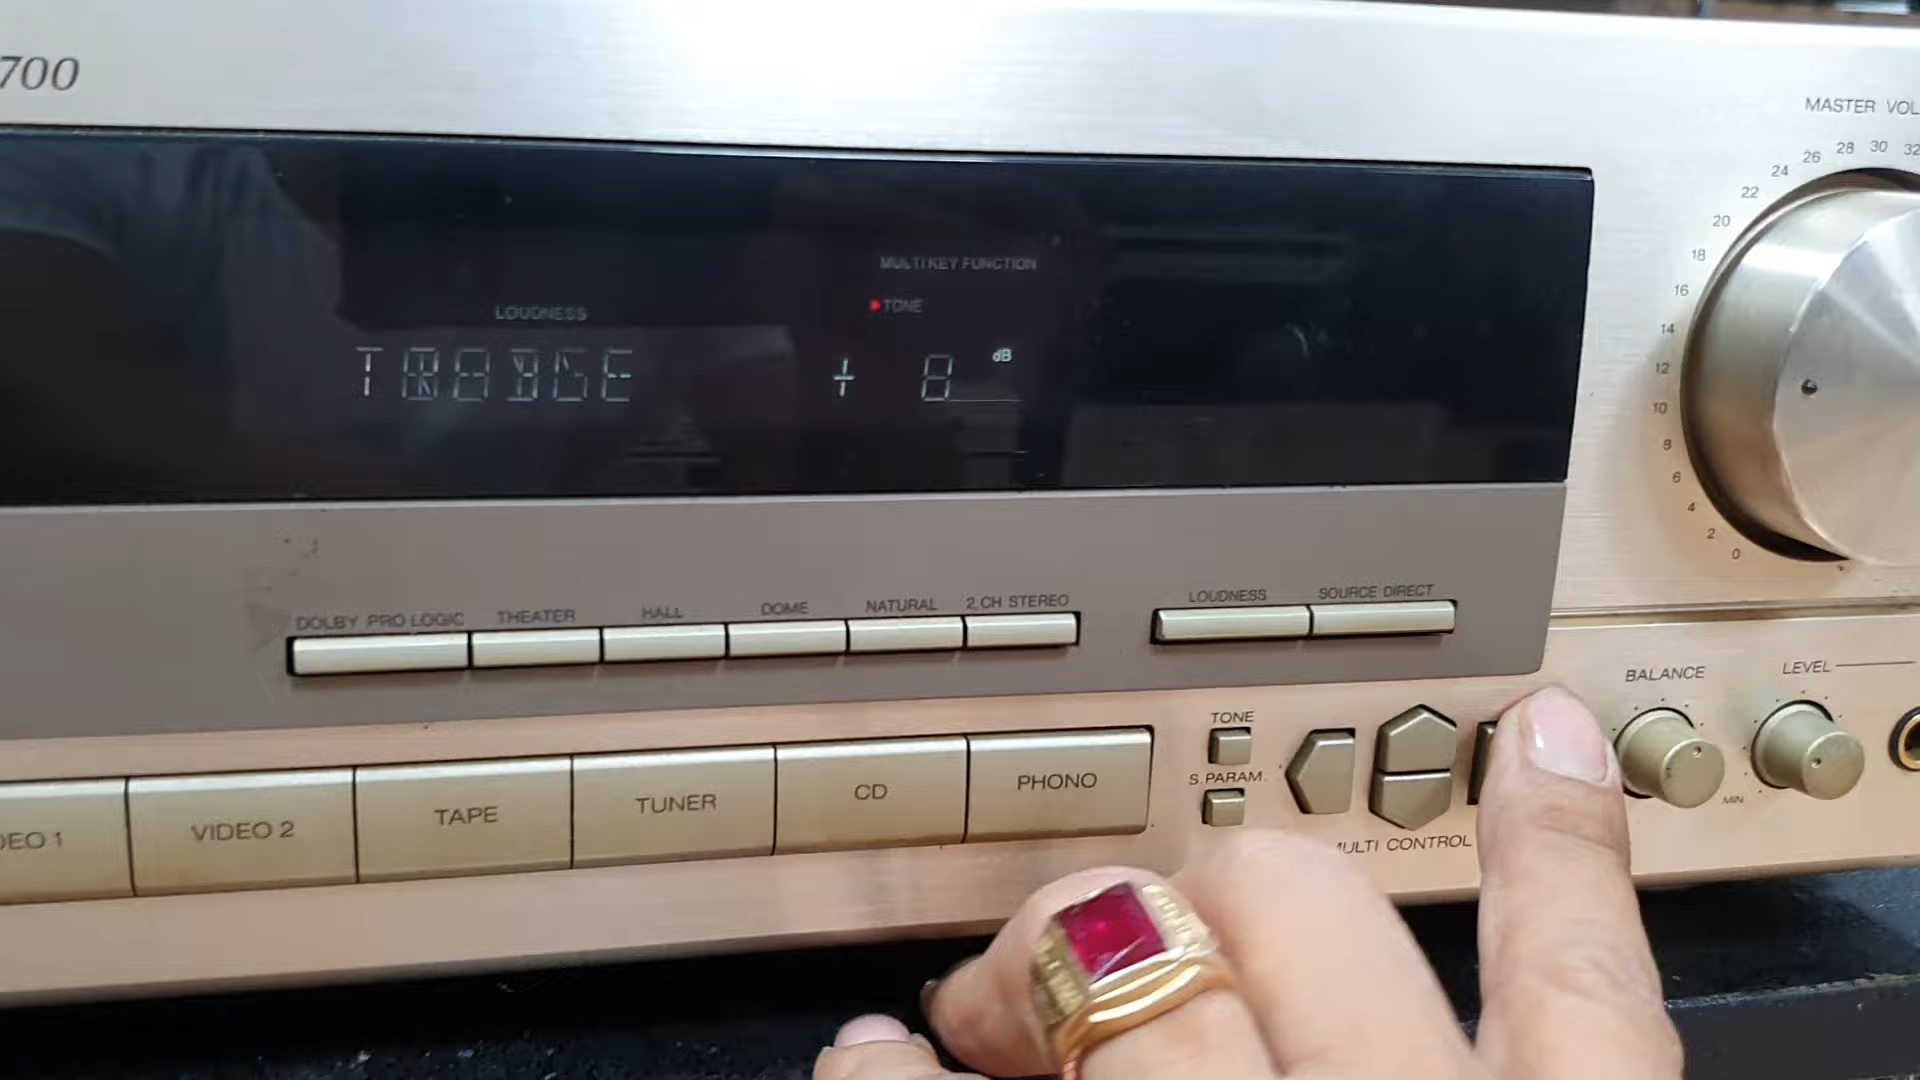 700
MASTER VOL
MULTI KEY FUNCTION
TONE
LOUDNESS
+ 8 dB
0 2 4 6 8 10 12 14 16 18 20 22 24 26 28 30 32
DOLBY PRO LOGIC THEATER HALL DOME NATURAL 2 CH STEREO LOUDNESS SOURCE DIRECT
BALANCE LEVEL
MIN
VIDEO 2 TAPE TUNER CD PHONO
TONE
S.PARAM.
CONTROL